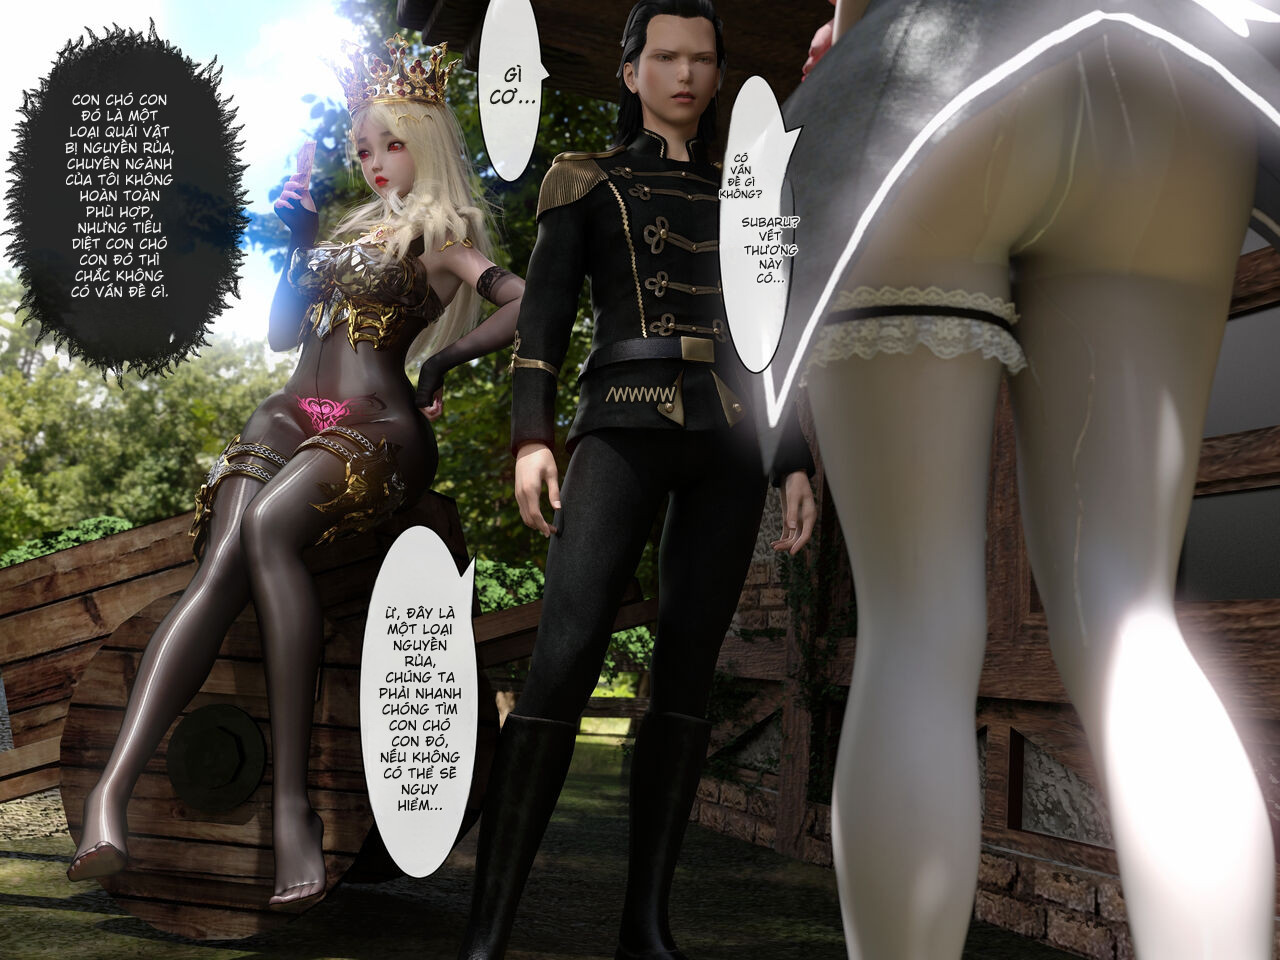 CON CHÓ CON
ĐÓ LÀ MỘT
LOẠI QUÁI VẬT
BỊ NGUYỀN RỦA,
CHUYÊN NGÀNH
CỦA TÔI KHÔNG
HOÀN TOÀN
PHÙ HỢP,
NHƯNG TIÊU
DIỆT CON CHÓ
CON ĐÓ THÌ
CHẮC KHÔNG
CÓ VẤN ĐỀ GÌ.
GÌ
CƠ...
CÓ
VẤN
ĐỀ GÌ
KHÔNG?
SUBARU?
VẾT
THƯƠNG
NÀY
CÓ...
Ừ, ĐÂY LÀ
MỘT LOẠI
NGUYỀN
RỦA,
CHÚNG TA
PHẢI NHANH
CHÓNG TÌM
CON CHÓ
CON ĐÓ,
NẾU KHÔNG
CÓ THỂ SẼ
NGUY
HIỂM...